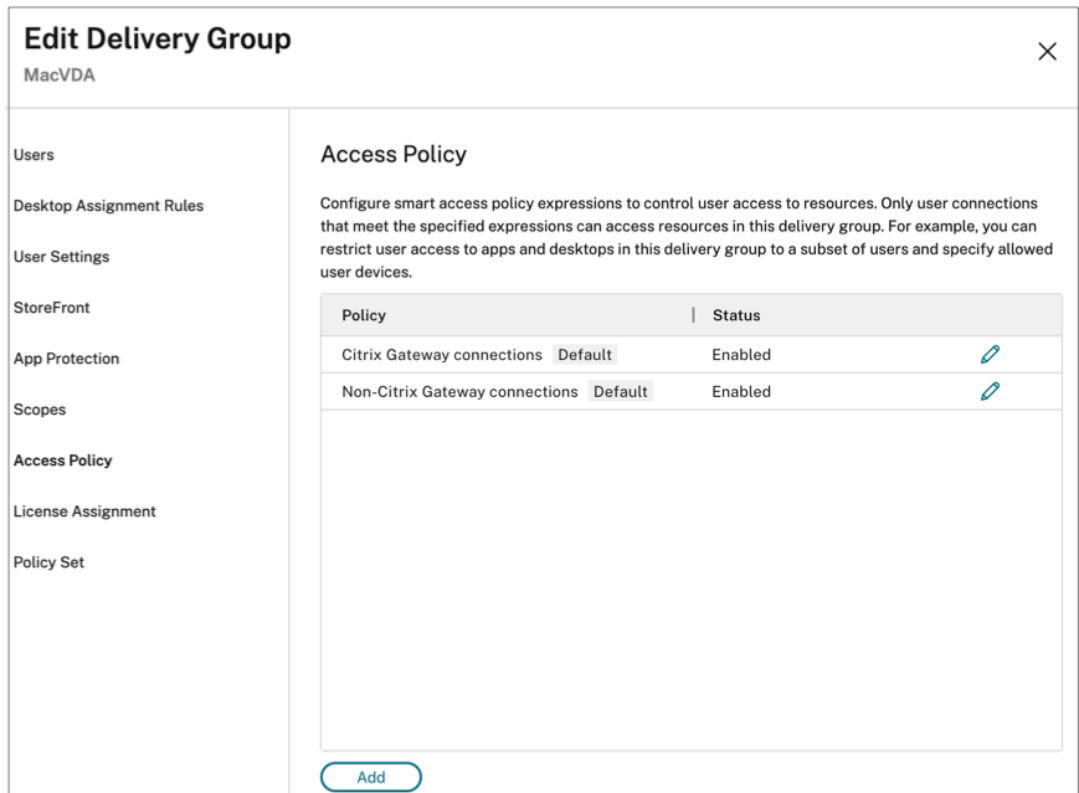 Edit Delivery Group
MacVDA
Users
Desktop Assignment Rules
User Settings
StoreFront
App Protection
Scopes
Access Policy
License Assignment
Policy Set
Access Policy
Configure smart access policy expressions to control user access to resources. Only user connections
that meet the specified expressions can access resources in this delivery group. For example, you can
restrict user access to apps and desktops in this delivery group to a subset of users and specify allowed
user devices.
Policy Status
Citrix Gateway connections Default Enabled
Non-Citrix Gateway connections Default Enabled
Add